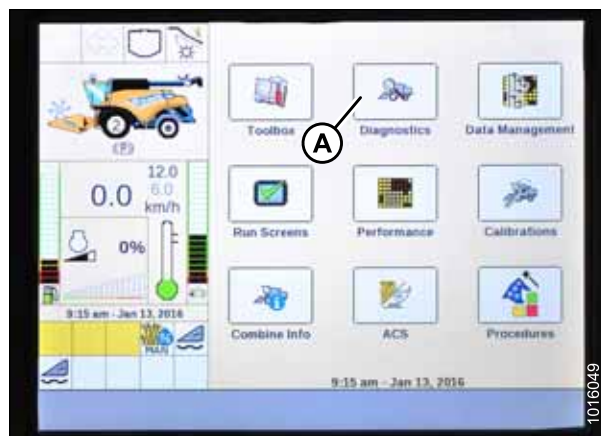 2
(P)
12.0
0.0
6.0
km/h
0%
9:15 am - Jan 13, 2016
MAN
%
Toolbox
Diagnostics
Data Management
A
Run Screens
Performance
Calibrations
Combine Info
ACS
Procedures
9:15 am - Jan 13, 2016
1016049